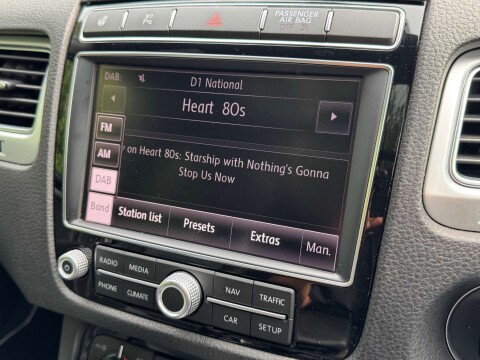 PASSENGER
AIR BAG
DAB
D1 National
Heart 80s
FM
AM
on Heart 80s: Starship with Nothing's Gonna
Stop Us Now
DAB
Band
Station list
Presets
Extras
Man.
RADIO
MEDIA
NAV
TRAFFIC
PHONE
CLIMATE
CAR
SETUP